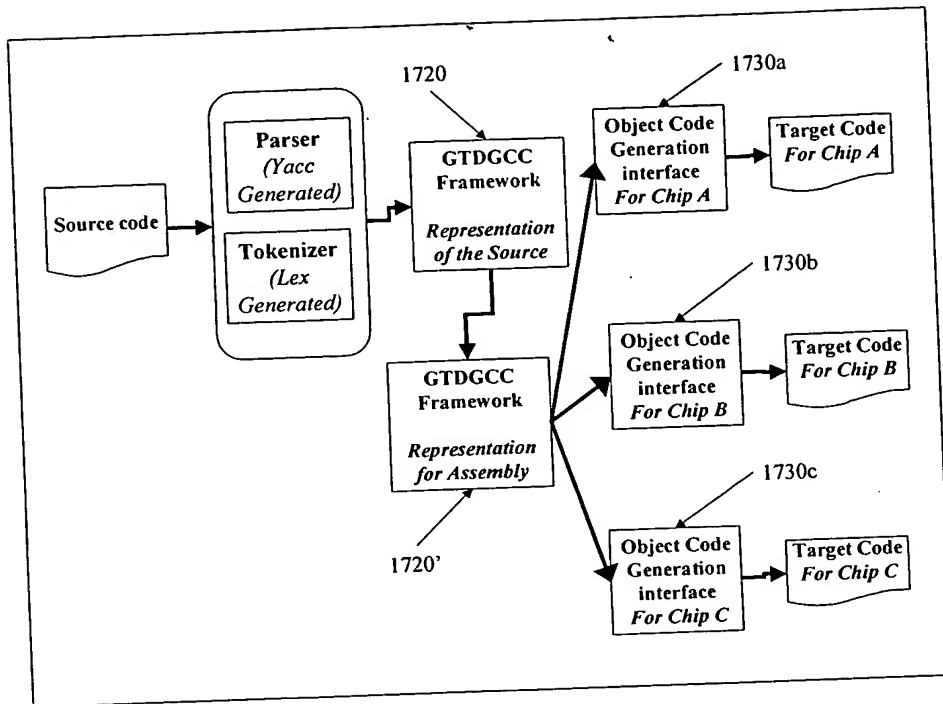 1720
1730a
Parser
(Yacc
Generated)
Tokenizer
(Lex
Generated)
Source code
GTDGCC
Framework
Representation
of the Source
Object Code
Generation
interface
For Chip A
Target Code
For Chip A
1730b
GTDGCC
Framework
Representation
for Assembly
1720'
Object Code
Generation
interface
For Chip B
Target Code
For Chip B
1730c
Object Code
Generation
interface
For Chip C
Target Code
For Chip C